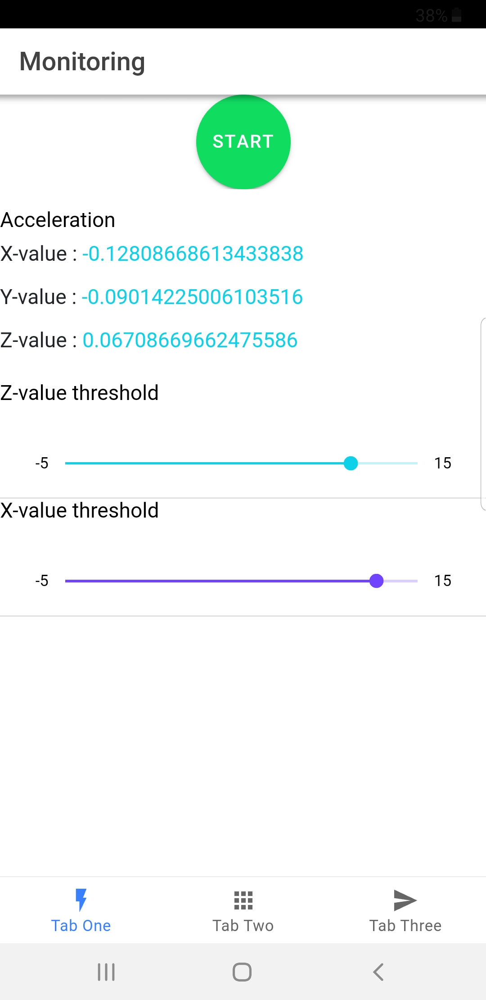 38%
Monitoring
START
Acceleration
X-value : -0.12808668613433838
Y-value : -0.09014225006103516
Z-value : 0.06708669662475586
Z-value threshold
-5 15
X-value threshold
-5 15
Tab One Tab Two Tab Three